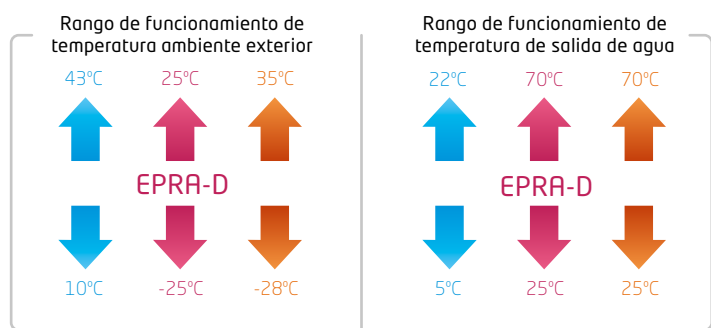 Rango de funcionamiento de
temperatura ambiente exterior
43ºC 25ºC 35ºC
EPRA-D
10ºC -25ºC -28ºC
Rango de funcionamiento de
temperatura de salida de agua
22ºC 70ºC 70ºC
EPRA-D
5ºC 25ºC 25ºC